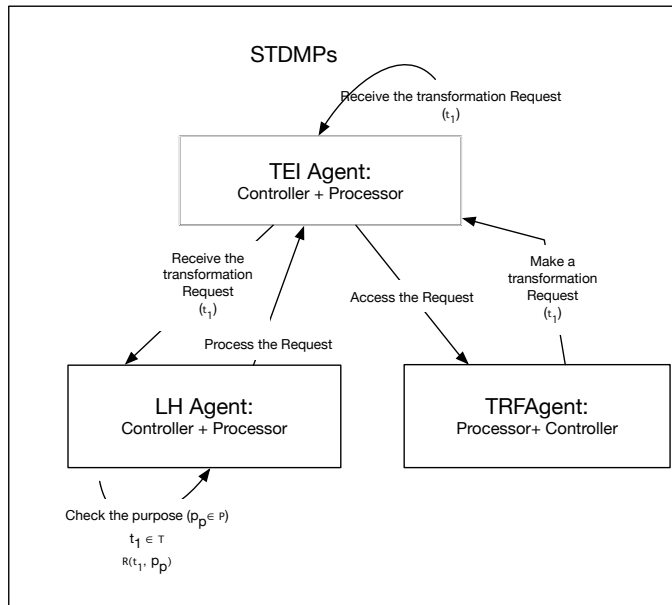 STDMPs
Receive the transformation Request
(t₁)
TEI Agent:
Controller + Processor
Receive the
transformation
Request
(t₁)
Process the Request
Access the Request
Make a
transformation
Request
(t₁)
LH Agent:
Controller + Processor
TRFAgent:
Processor+ Controller
Check the purpose (pₚ∈ P)
t₁ ∈ T
R(t₁, pₚ)